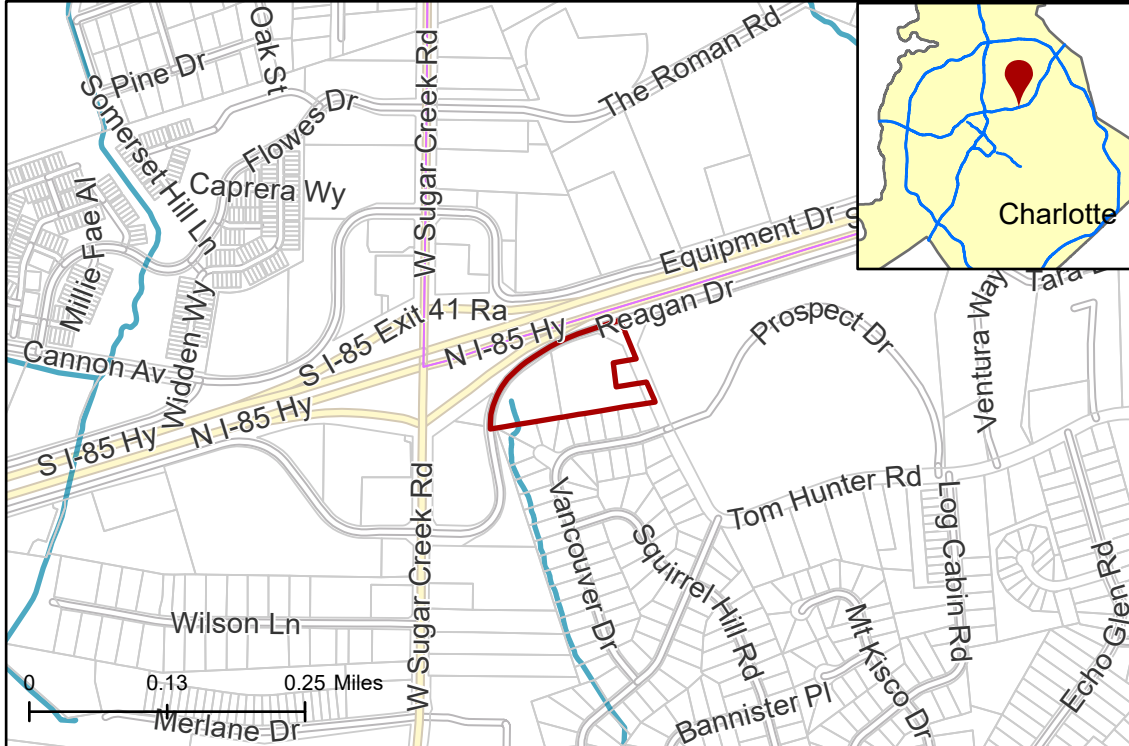 Oak St
Pine Dr
The Roman Rd
W Sugar Creek Rd
Somerset Hill Ln
Flowes Dr
Caprera Wy
Charlotte
Millie Fae Al
Equipment Dr
S
41 Ra
S I-85 Exit
Reagan Dr
N I-85 Hy
Prospect Dr
Ventura Way
Widden Wy
Cannon Av
N I-85 Hy
S I-85 Hy
W Sugar Creek Rd
Tom Hunter Rd
Vancouver Dr
Squirrel Hill Rd
Log Cabin Rd
Echo Glen Rd
Wilson Ln
Mt Kisco Dr
Bannister Pl
0 0.13 0.25 Miles
Merlane Dr